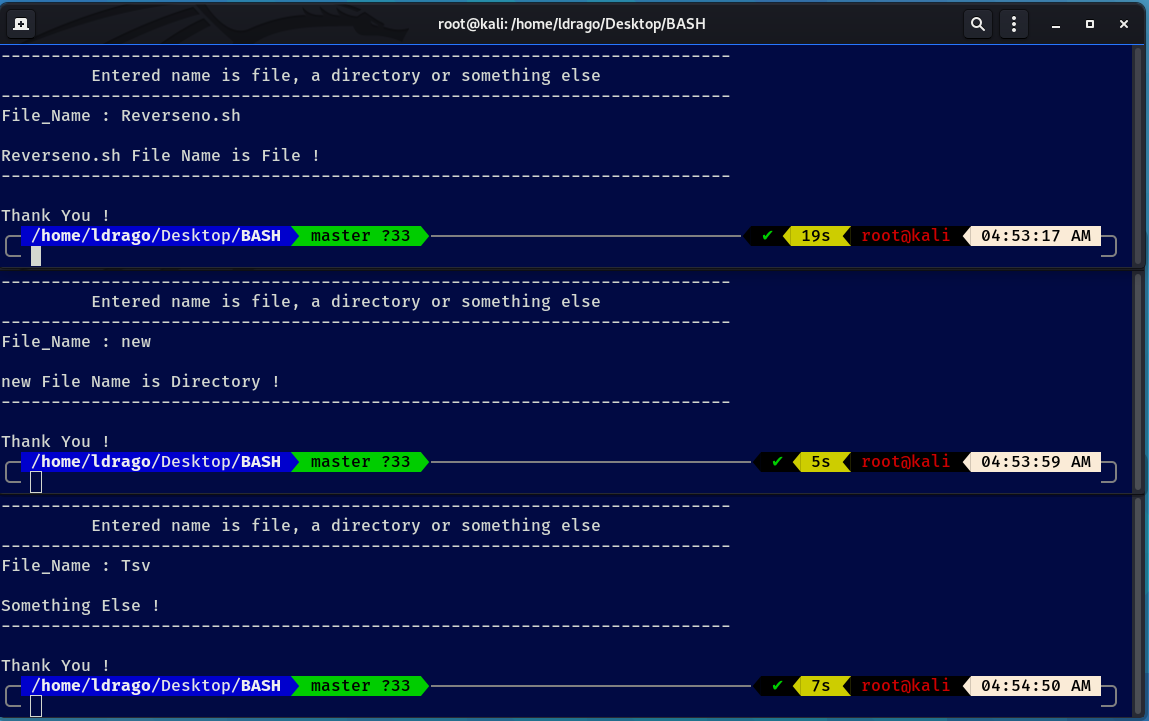 root@kali: /home/ldrago/Desktop/BASH
-------------------------------------------------------------------------
Entered name is file, a directory or something else
-------------------------------------------------------------------------
File_Name : Reverseno.sh
Reverseno.sh File Name is File !
-------------------------------------------------------------------------
Thank You !
/home/ldrago/Desktop/BASH master ?33 ✔ 19s root@kali 04:53:17 AM
-------------------------------------------------------------------------
Entered name is file, a directory or something else
-------------------------------------------------------------------------
File_Name : new
new File Name is Directory !
-------------------------------------------------------------------------
Thank You !
/home/ldrago/Desktop/BASH master ?33 ✔ 5s root@kali 04:53:59 AM
-------------------------------------------------------------------------
Entered name is file, a directory or something else
-------------------------------------------------------------------------
File_Name : Tsv
Something Else !
-------------------------------------------------------------------------
Thank You !
/home/ldrago/Desktop/BASH master ?33 ✔ 7s root@kali 04:54:50 AM